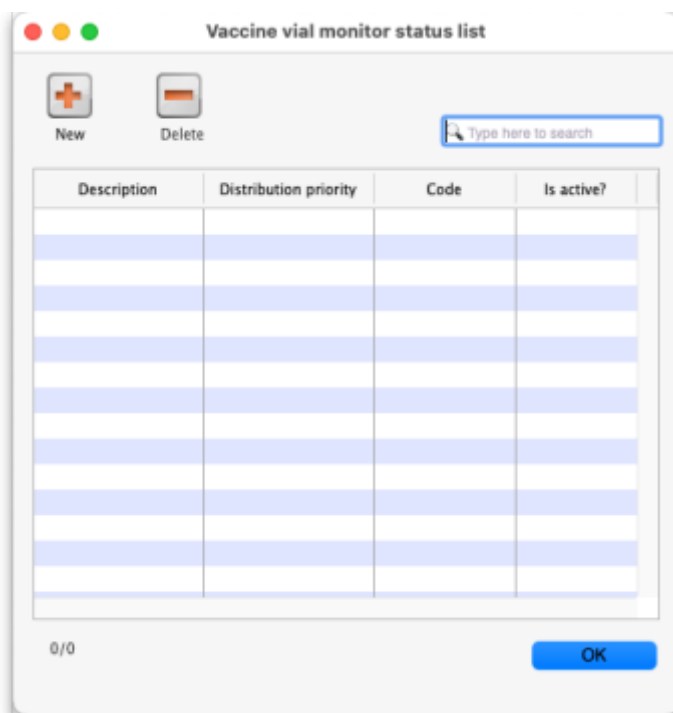 Vaccine vial monitor status list
New Delete
Type here to search
Description Distribution priority Code Is active?
0/0
OK